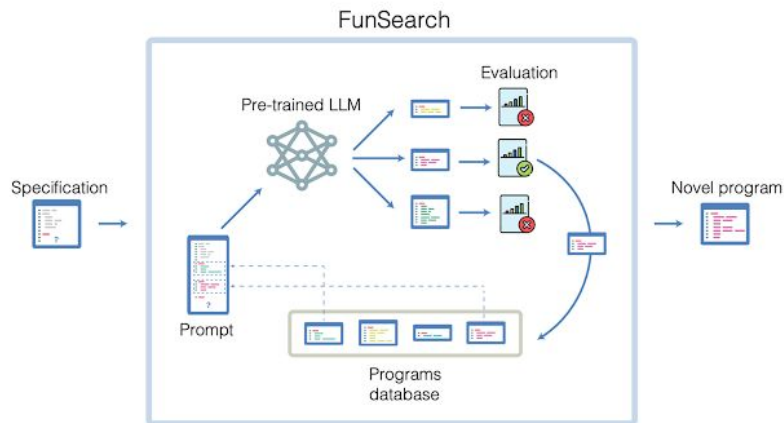 FunSearch
Evaluation
Pre-trained LLM
Specification
?
Novel program
?
Prompt
Programs
database